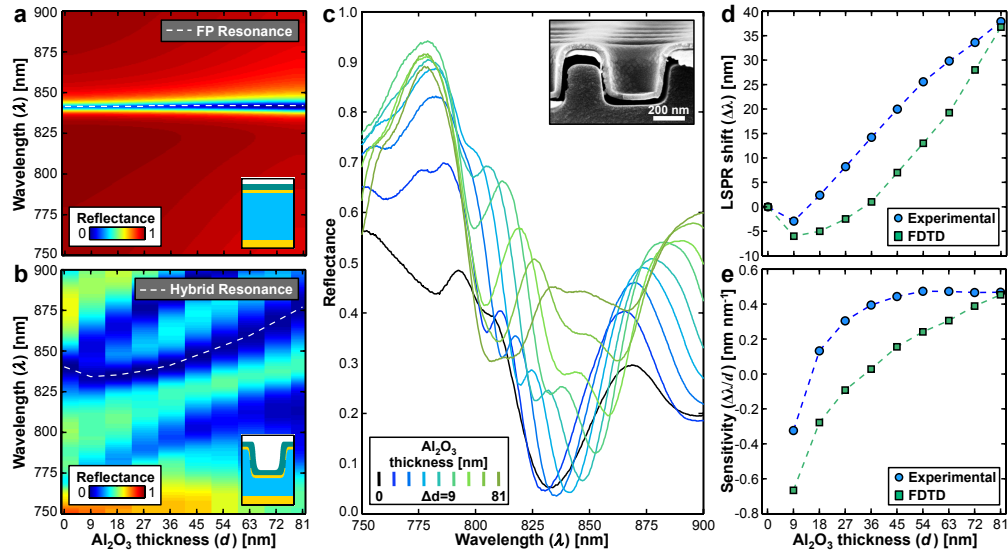 a
900
875
850
825
800
775
750
Wavelength (λ) [nm]
FP Resonance
Reflectance
0 1
b
900
875
850
825
800
775
750
Wavelength (λ) [nm]
Hybrid Resonance
Reflectance
0 1
0 9 18 27 36 45 54 63 72 81
Al2O3 thickness (d) [nm]
c
1.0
0.9
0.8
0.7
0.6
0.5
0.4
0.3
0.2
0.1
0.0
Reflectance
200 nm
Al2O3
thickness [nm]
0 Δd=9 81
750 775 800 825 850 875 900
Wavelength (λ) [nm]
d
40
35
30
25
20
15
10
5
0
-5
-10
LSPR shift (Δλ) [nm]
Experimental
FDTD
e
0.6
0.4
0.2
0.0
-0.2
-0.4
-0.6
-0.8
Sensitivity (Δλ/d) [nm nm⁻¹]
Experimental
FDTD
0 9 18 27 36 45 54 63 72 81
Al2O3 thickness (d) [nm]